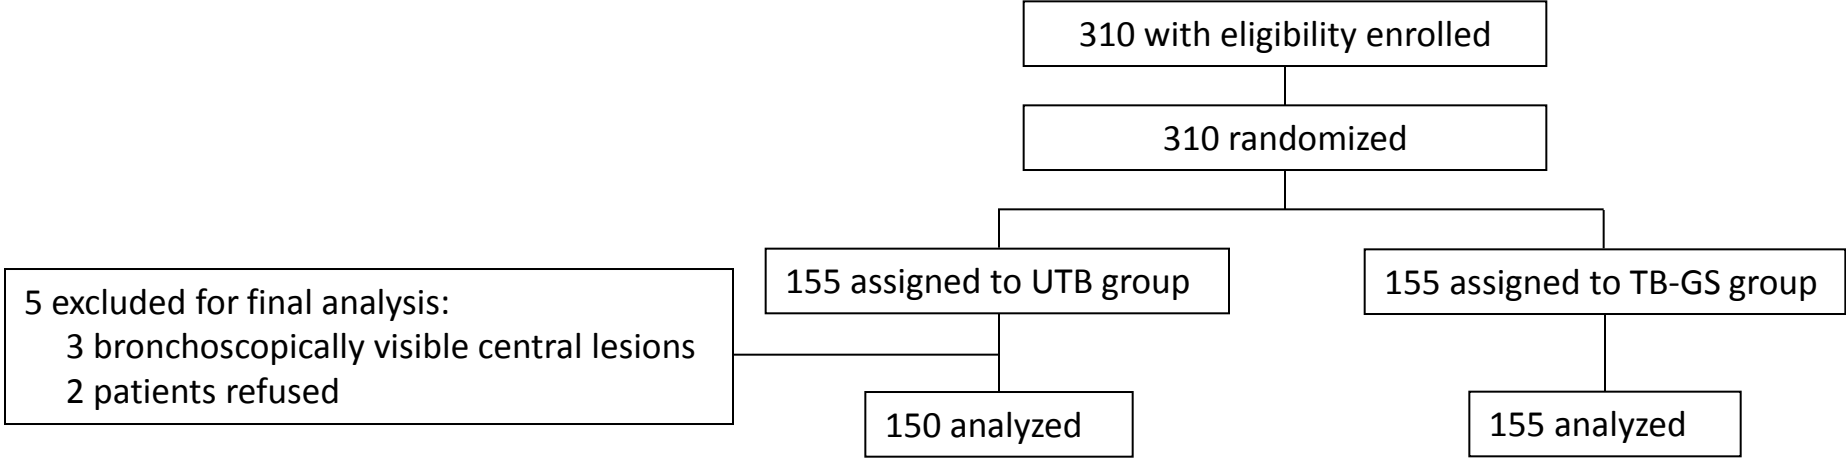 310 with eligibility enrolled
310 randomized
155 assigned to UTB group
155 assigned to TB-GS group
5 excluded for final analysis:
3 bronchoscopically visible central lesions
2 patients refused
150 analyzed
155 analyzed